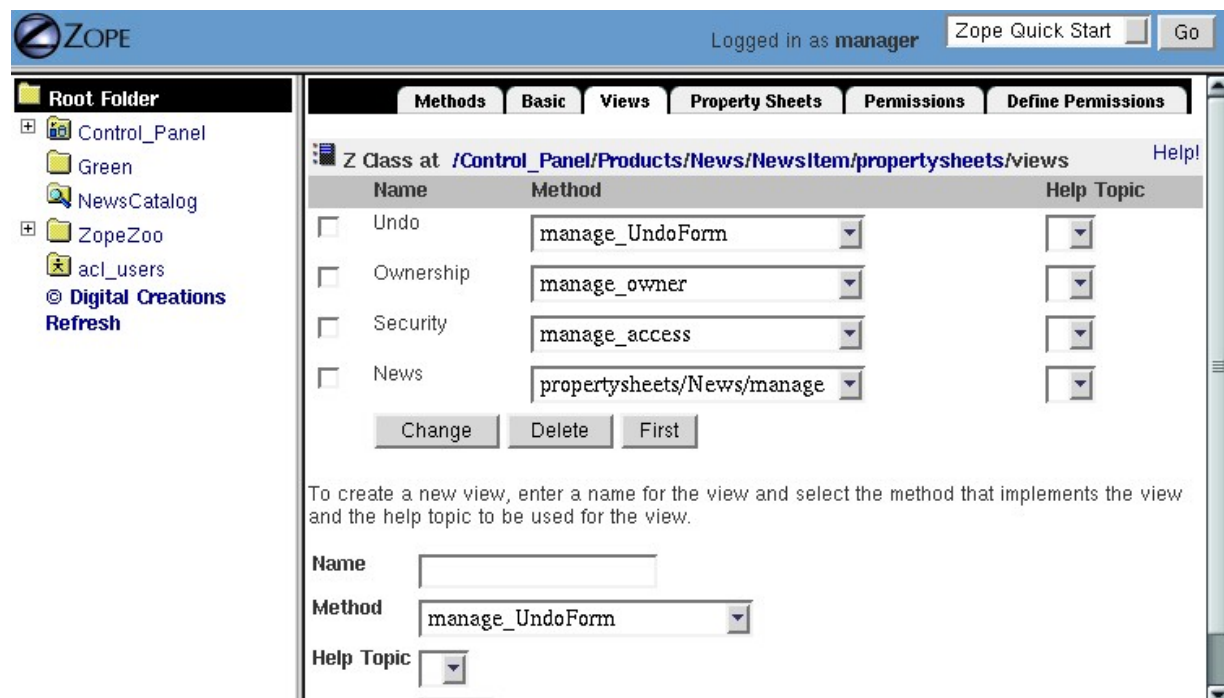 ZOPE
Logged in as manager
Zope Quick Start
Go
Root Folder
Control_Panel
Green
NewsCatalog
ZopeZoo
acl_users
© Digital Creations
Refresh
Methods Basic Views Property Sheets Permissions Define Permissions
Z Class at /Control_Panel/Products/News/NewsItem/propertysheets/views Help!
Name Method Help Topic
Undo manage_UndoForm
Ownership manage_owner
Security manage_access
News propertysheets/News/manage
Change Delete First
To create a new view, enter a name for the view and select the method that implements the view
and the help topic to be used for the view.
Name
Method manage_UndoForm
Help Topic